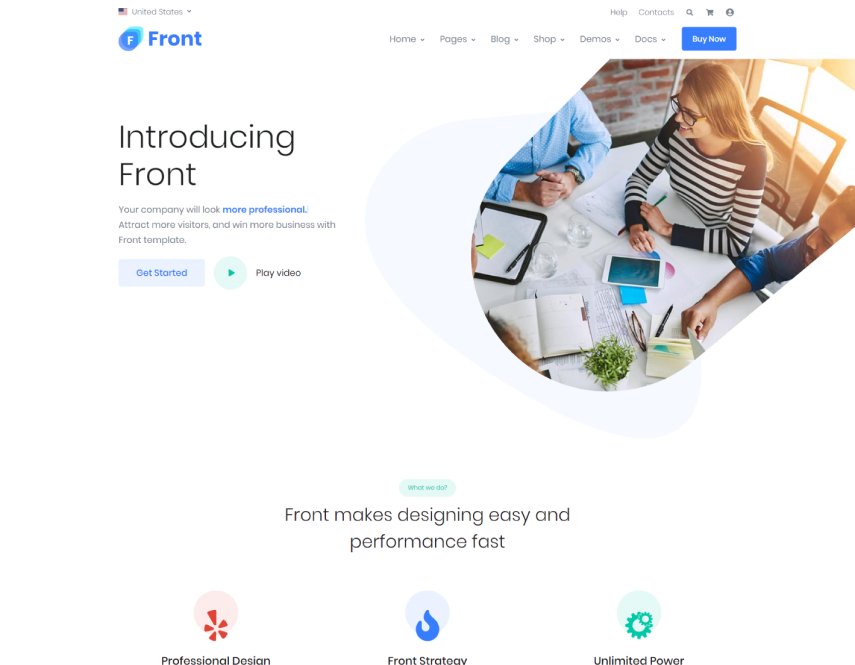 United States
Help Contacts
F Front
Home Pages Blog Shop Demos Docs Buy Now
Introducing
Front
Your company will look more professional.
Attract more visitors, and win more business with
Front template.
Get Started Play video
What we do?
Front makes designing easy and
performance fast
Professional Design Front Strategy Unlimited Power